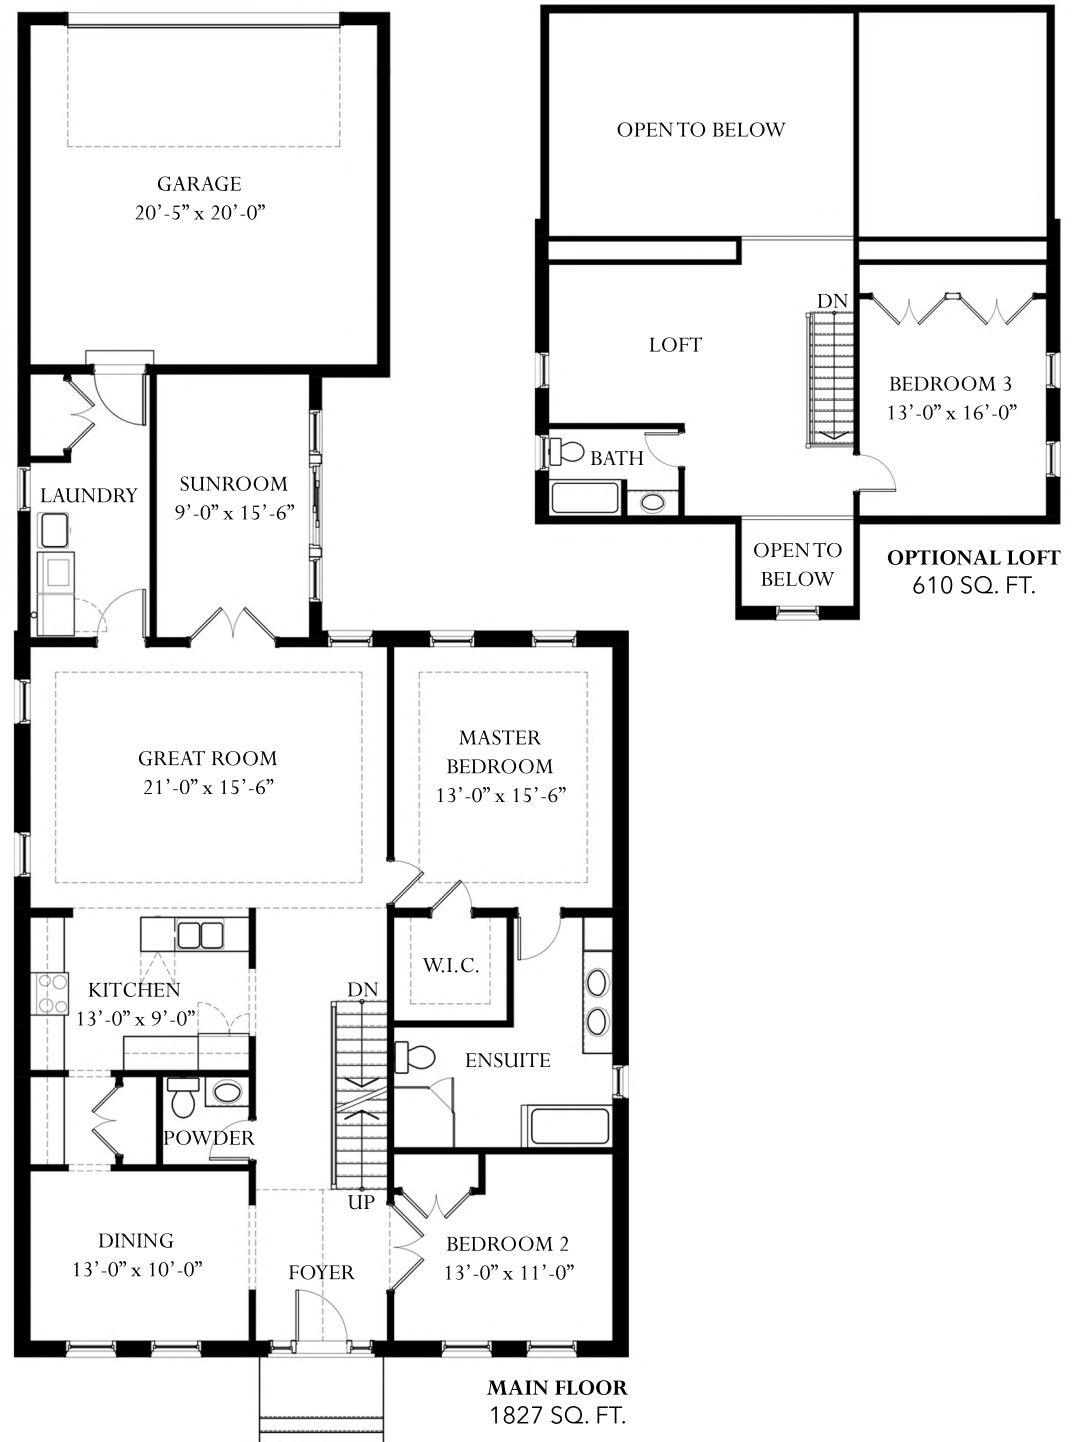 GARAGE
20'-5” x 20'-0”
LAUNDRY
SUNROOM
9'-0” x 15'-6”
GREAT ROOM
21'-0” x 15'-6”
MASTER
BEDROOM
13'-0” x 15'-6”
KITCHEN
13'-0” x 9'-0”
DN
W.I.C.
ENSUITE
POWDER
UP
DINING
13'-0” x 10'-0”
FOYER
BEDROOM 2
13'-0” x 11'-0”
MAIN FLOOR
1827 SQ. FT.
OPEN TO BELOW
DN
LOFT
BEDROOM 3
13'-0” x 16'-0”
BATH
OPEN TO
BELOW
OPTIONAL LOFT
610 SQ. FT.